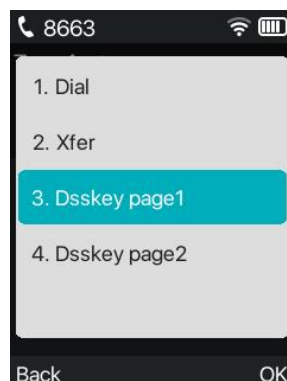 8663
1. Dial
2. Xfer
3. Dsskey page1
4. Dsskey page2
Back OK